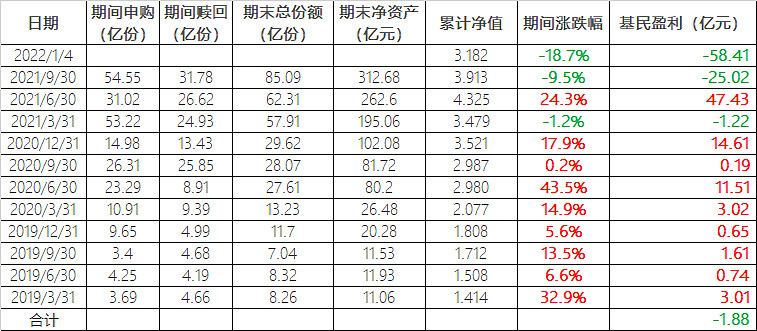 日期 期间申购（亿份） 期间赎回（亿份） 期末总份额（亿份） 期末净资产（亿元） 累计净值 期间涨跌幅 基民盈利（亿元）
2022/1/4 3.182 -18.7% -58.41
2021/9/30 54.55 31.78 85.09 312.68 3.913 -9.5% -25.02
2021/6/30 31.02 26.62 62.31 262.6 4.325 24.3% 47.43
2021/3/31 53.22 24.93 57.91 195.06 3.479 -1.2% -1.22
2020/12/31 14.98 13.43 29.62 102.08 3.521 17.9% 14.61
2020/9/30 26.31 25.85 28.07 81.72 2.987 0.2% 0.19
2020/6/30 23.29 8.91 27.61 80.2 2.980 43.5% 11.51
2020/3/31 10.91 9.39 13.23 26.48 2.077 14.9% 3.02
2019/12/31 9.65 4.99 11.7 20.28 1.808 5.6% 0.65
2019/9/30 3.4 4.68 7.04 11.53 1.712 13.5% 1.61
2019/6/30 4.25 4.19 8.32 11.93 1.508 6.6% 0.74
2019/3/31 3.69 4.66 8.26 11.06 1.414 32.9% 3.01
合计 -1.88